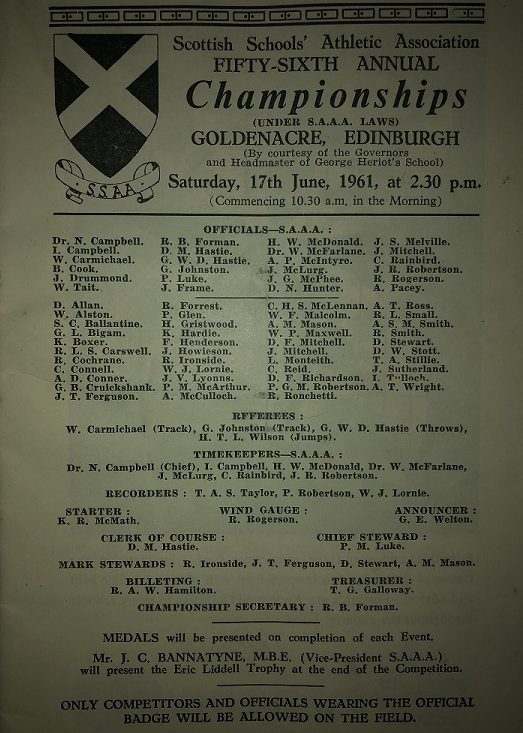 Scottish Schools' Athletic Association
FIFTY-SIXTH ANNUAL
Championships
(UNDER S.A.A.A. LAWS)
GOLDENACRE, EDINBURGH
(By courtesy of the Governors
and Headmaster of George Heriot's School)
S.S.A.A.
Saturday, 17th June, 1961, at 2.30 p.m.
(Commencing 10.30 a.m. in the Morning)
OFFICIALS—S.A.A.A. :
Dr. N. Campbell. R. B. Forman. H. W. McDonald. J. S. Melville.
I. Campbell. D. M. Hastie. Dr. W. McFarlane. J. Mitchell.
W. Carmichael. G. W. D. Hastie. A. P. McIntyre. C. Rainbird.
B. Cook. G. Johnston. J. McLurg. J. R. Robertson.
J. Drummond. P. Luke. J. G. McPhee. R. Rogerson.
W. Tait. J. Frame. D. N. Hunter. A. Pacey.
D. Allan. R. Forrest. C. H. S. McLennan. A. T. Ross.
W. Alston. P. Glen. W. F. Malcolm. R. L. Small.
S. C. Ballantine. H. Gristwood. A. M. Mason. A. S. M. Smith.
G. L. Bigam. K. Hardie. W. P. Maxwell. R. Smith.
K. Boxer. F. Henderson. D. F. Mitchell. D. Stewart.
R. L. S. Carswell. J. Howieson. J. Mitchell. D. W. Stott.
R. Cochrane. R. Ironside. L. Monteith. T. A. Stillie.
C. Connell. W. J. Lornie. C. Reid. J. Sutherland.
A. D. Conner. J. V. Lyonns. D. F. Richardson. I. Tulloch.
G. B. Cruickshank. P. M. McArthur. P. G. M. Robertson. A. T. Wright.
J. T. Ferguson. A. McCulloch. R. Ronchetti.
REFEREES :
W. Carmichael (Track), G. Johnston (Track), G. W. D. Hastie (Throws),
H. T. L. Wilson (Jumps).
TIMEKEEPERS—S.A.A.A. :
Dr. N. Campbell (Chief), I. Campbell, H. W. McDonald, Dr. W. McFarlane,
J. McLurg, C. Rainbird, J. R. Robertson.
RECORDERS : T. A. S. Taylor, P. Robertson, W. J. Lornie.
STARTER : WIND GAUGE : ANNOUNCER :
K. R. McMath. R. Rogerson. G. E. Welton.
CLERK OF COURSE : CHIEF STEWARD :
D. M. Hastie. P. M. Luke.
MARK STEWARDS : R. Ironside, J. T. Ferguson, D. Stewart, A. M. Mason.
BILLETING : TREASURER :
R. A. W. Hamilton. T. G. Galloway.
CHAMPIONSHIP SECRETARY : R. B. Forman.
MEDALS will be presented on completion of each Event.
Mr. J. C. BANNATYNE, M.B.E. (Vice-President S.A.A.A.)
will present the Eric Liddell Trophy at the end of the Competition.
ONLY COMPETITORS AND OFFICIALS WEARING THE OFFICIAL
BADGE WILL BE ALLOWED ON THE FIELD.